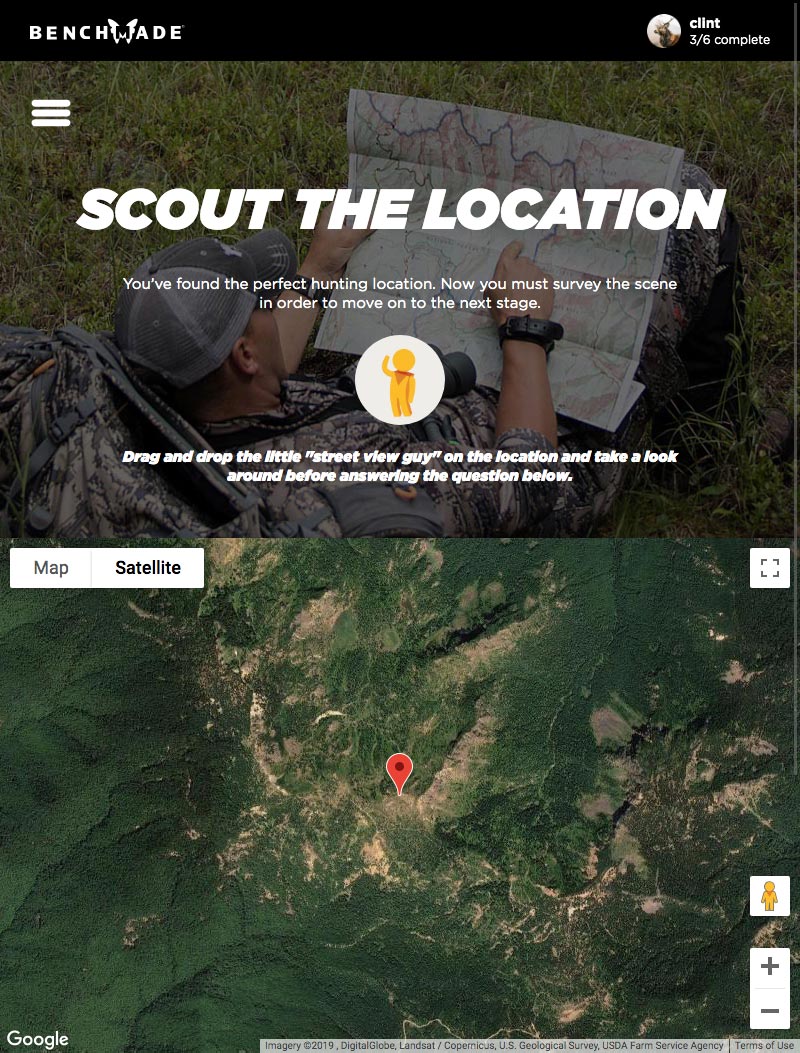 BENCHMADE
clint
3/6 complete
SCOUT THE LOCATION
You've found the perfect hunting location. Now you must survey the scene
in order to move on to the next stage.
Drag and drop the little "street view guy" on the location and take a look
around before answering the question below.
Map
Satellite
Google
Imagery ©2019 , DigitalGlobe, Landsat / Copernicus, U.S. Geological Survey, USDA Farm Service Agency
Terms of Use